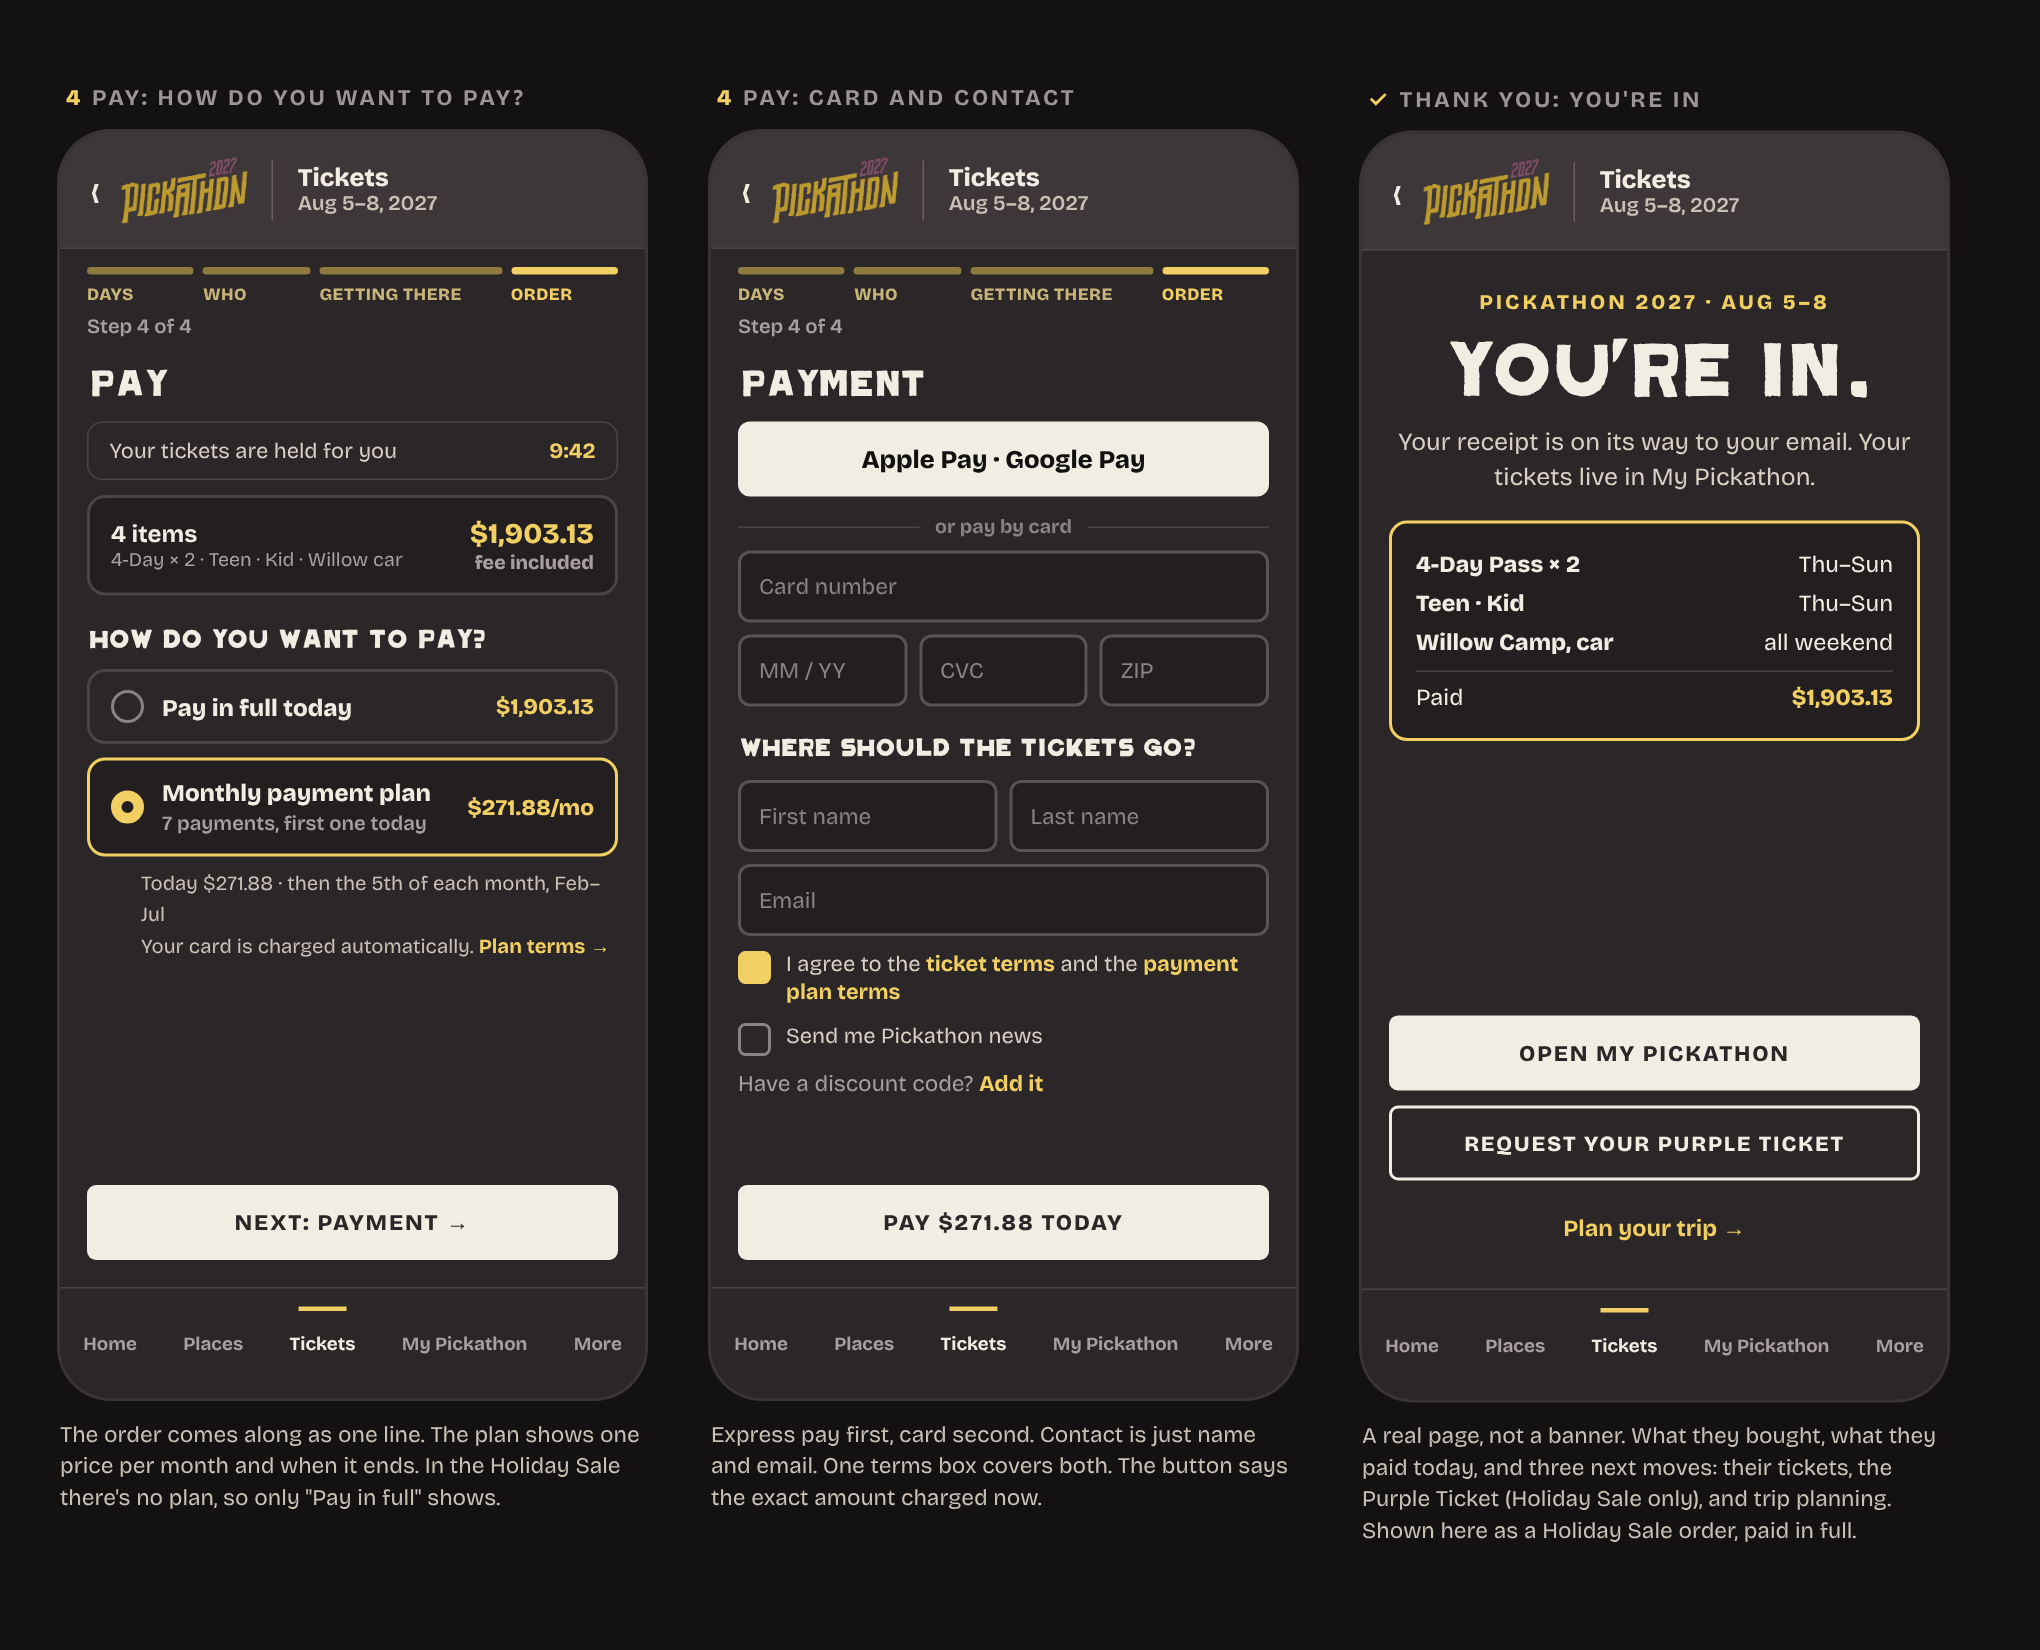 4 PAY: HOW DO YOU WANT TO PAY?
2027
PICKATHON
Tickets
Aug 5–8, 2027
DAYS
WHO
GETTING THERE
ORDER
Step 4 of 4
PAY
Your tickets are held for you
9:42
4 items
$1,903.13
4-Day × 2 · Teen · Kid · Willow car
fee included
HOW DO YOU WANT TO PAY?
Pay in full today
$1,903.13
Monthly payment plan
$271.88/mo
7 payments, first one today
Today $271.88 · then the 5th of each month, Feb–
Jul
Your card is charged automatically. Plan terms →
NEXT: PAYMENT →
Home
Places
Tickets
My Pickathon
More
The order comes along as one line. The plan shows one
price per month and when it ends. In the Holiday Sale
there's no plan, so only "Pay in full" shows.
4 PAY: CARD AND CONTACT
2027
PICKATHON
Tickets
Aug 5–8, 2027
DAYS
WHO
GETTING THERE
ORDER
Step 4 of 4
PAYMENT
Apple Pay · Google Pay
or pay by card
Card number
MM / YY
CVC
ZIP
WHERE SHOULD THE TICKETS GO?
First name
Last name
Email
I agree to the ticket terms and the payment
plan terms
Send me Pickathon news
Have a discount code? Add it
PAY $271.88 TODAY
Home
Places
Tickets
My Pickathon
More
Express pay first, card second. Contact is just name
and email. One terms box covers both. The button says
the exact amount charged now.
✓ THANK YOU: YOU'RE IN
2027
PICKATHON
Tickets
Aug 5–8, 2027
PICKATHON 2027 · AUG 5–8
YOU'RE IN.
Your receipt is on its way to your email. Your
tickets live in My Pickathon.
4-Day Pass × 2
Thu–Sun
Teen · Kid
Thu–Sun
Willow Camp, car
all weekend
Paid
$1,903.13
OPEN MY PICKATHON
REQUEST YOUR PURPLE TICKET
Plan your trip →
Home
Places
Tickets
My Pickathon
More
A real page, not a banner. What they bought, what they
paid today, and three next moves: their tickets, the
Purple Ticket (Holiday Sale only), and trip planning.
Shown here as a Holiday Sale order, paid in full.